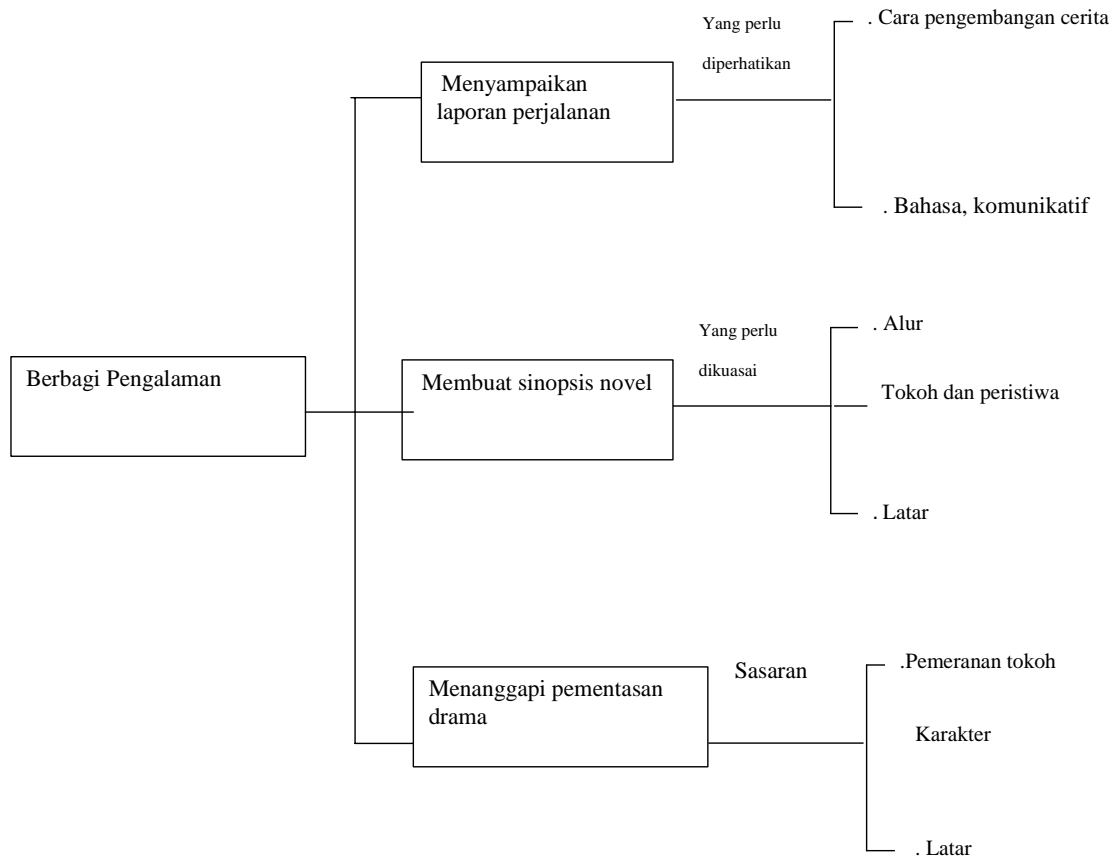 Yang perlu
diperhatikan
. Cara pengembangan cerita
Menyampaikan
laporan perjalanan
. Bahasa, komunikatif
Berbagi Pengalaman
Membuat sinopsis novel
Yang perlu
dikuasai
. Alur
Tokoh dan peristiwa
. Latar
Menanggapi pementasan
drama
Sasaran
.Pemeranan tokoh
Karakter
. Latar